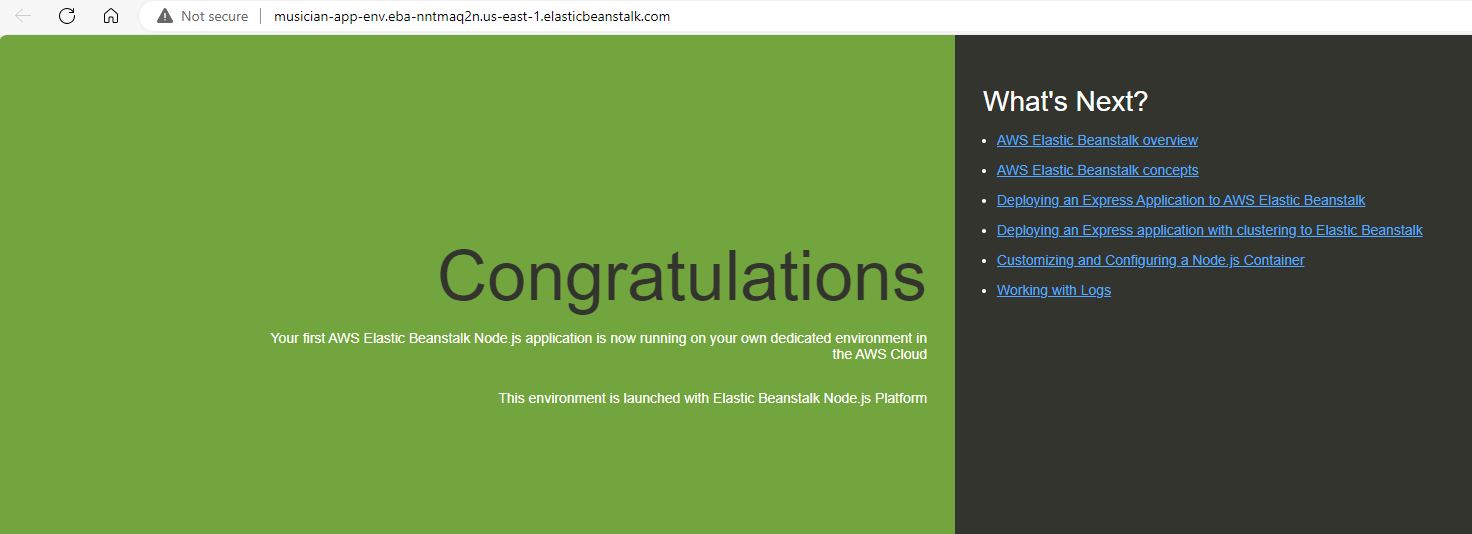 Not secure
musician-app-env.eba-nntmaq2n.us-east-1.elasticbeanstalk.com
Congratulations
Your first AWS Elastic Beanstalk Node.js application is now running on your own dedicated environment in
the AWS Cloud
This environment is launched with Elastic Beanstalk Node.js Platform
What's Next?
AWS Elastic Beanstalk overview
AWS Elastic Beanstalk concepts
Deploying an Express Application to AWS Elastic Beanstalk
Deploying an Express application with clustering to Elastic Beanstalk
Customizing and Configuring a Node.js Container
Working with Logs